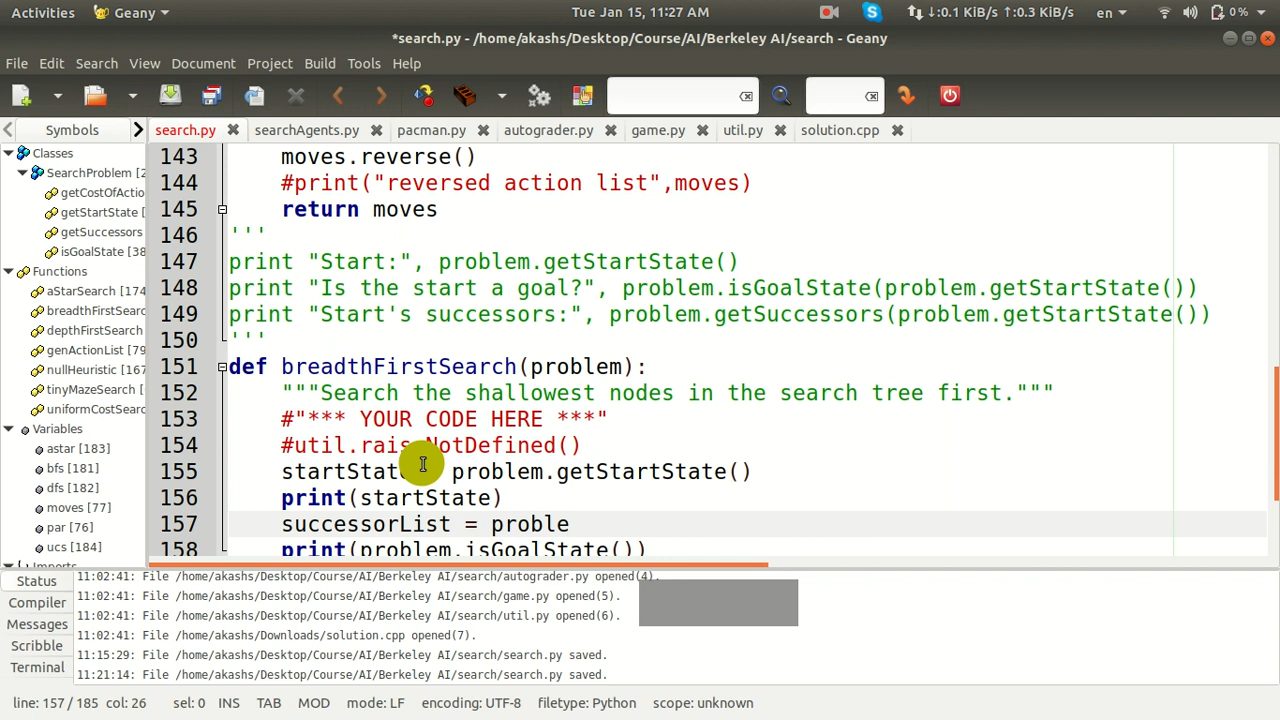 Activities Geany Tue Jan 15, 11:27 AM ↓:0.1 KiB/s ↑:0.3 KiB/s en 0 %
*search.py - /home/akashs/Desktop/Course/AI/Berkeley AI/search - Geany
File Edit Search View Document Project Build Tools Help
Symbols search.py searchAgents.py pacman.py autograder.py game.py util.py solution.cpp
Classes
SearchProblem [2
getCostOfActio
getStartState [
getSuccessors
isGoalState [38
Functions
aStarSearch [174
breadthFirstSear
depthFirstSearch
genActionList [79
nullHeuristic [167
tinyMazeSearch [
uniformCostSearc
Variables
astar [183]
bfs [181]
dfs [182]
moves [77]
par [76]
ucs [184]
Imports
143 moves.reverse()
144 #print("reversed action list",moves)
145 return moves
146 '''
147 print "Start:", problem.getStartState()
148 print "Is the start a goal?", problem.isGoalState(problem.getStartState())
149 print "Start's successors:", problem.getSuccessors(problem.getStartState())
150 '''
151 def breadthFirstSearch(problem):
152 """Search the shallowest nodes in the search tree first."""
153 #"*** YOUR CODE HERE ***"
154 #util.raiseNotDefined()
155 startState = problem.getStartState()
156 print(startState)
157 successorList = proble
158 print(problem.isGoalState())
Status
Compiler
Messages
Scribble
Terminal
11:02:41: File /home/akashs/Desktop/Course/AI/Berkeley AI/search/autograder.py opened(4).
11:02:41: File /home/akashs/Desktop/Course/AI/Berkeley AI/search/game.py opened(5).
11:02:41: File /home/akashs/Desktop/Course/AI/Berkeley AI/search/util.py opened(6).
11:02:41: File /home/akashs/Downloads/solution.cpp opened(7).
11:15:29: File /home/akashs/Desktop/Course/AI/Berkeley AI/search/search.py saved.
11:21:14: File /home/akashs/Desktop/Course/AI/Berkeley AI/search/search.py saved.
line: 157 / 185 col: 26 sel: 0 INS TAB MOD mode: LF encoding: UTF-8 filetype: Python scope: unknown